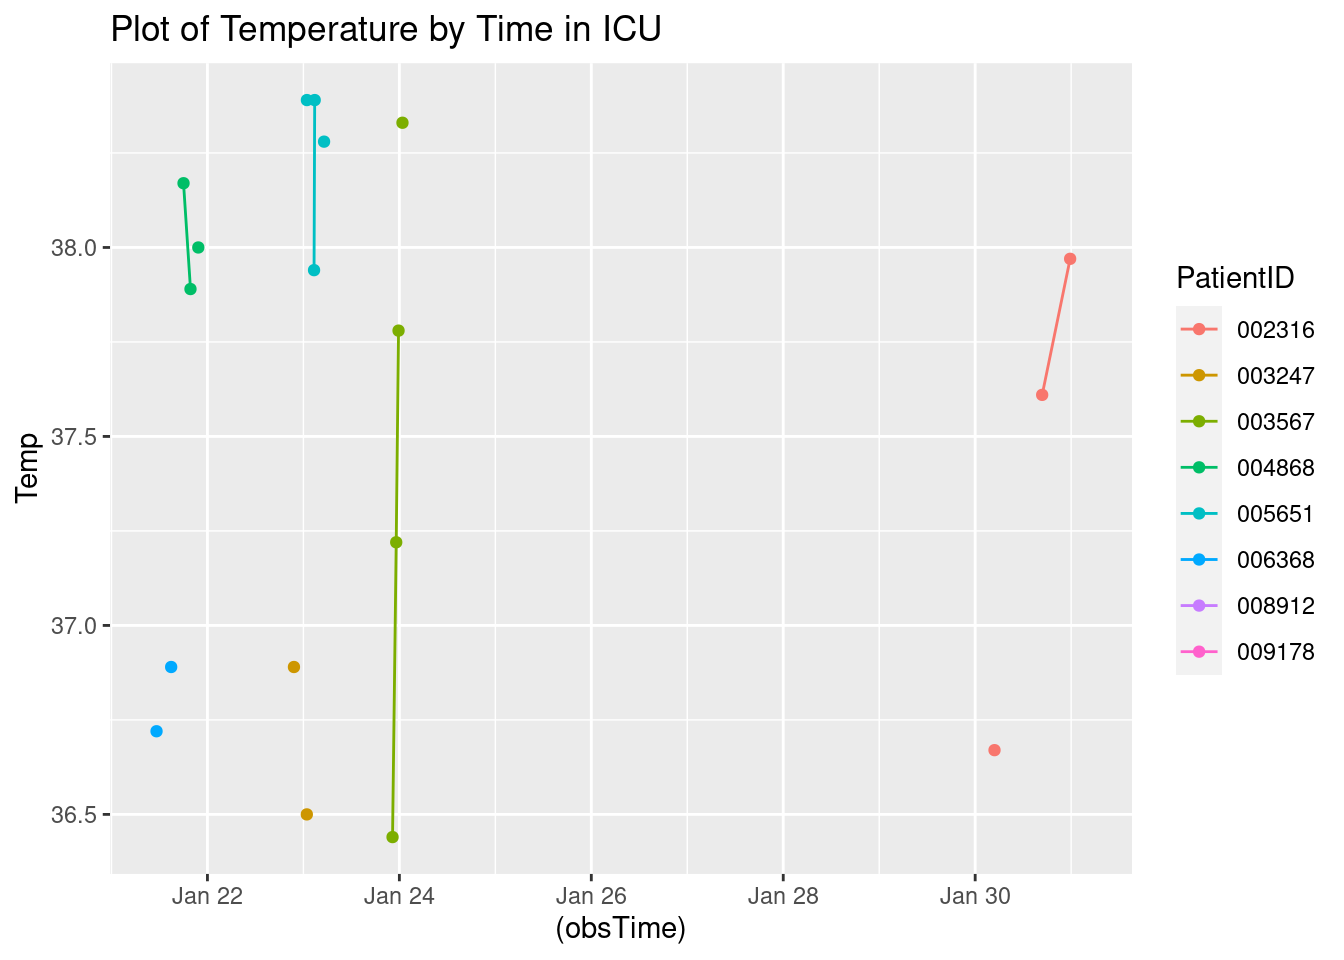 Plot of Temperature by Time in ICU
38.0
37.5
37.0
36.5
Temp
Jan 22
Jan 24
Jan 26
Jan 28
Jan 30
(obsTime)
PatientID
002316
003247
003567
004868
005651
006368
008912
009178